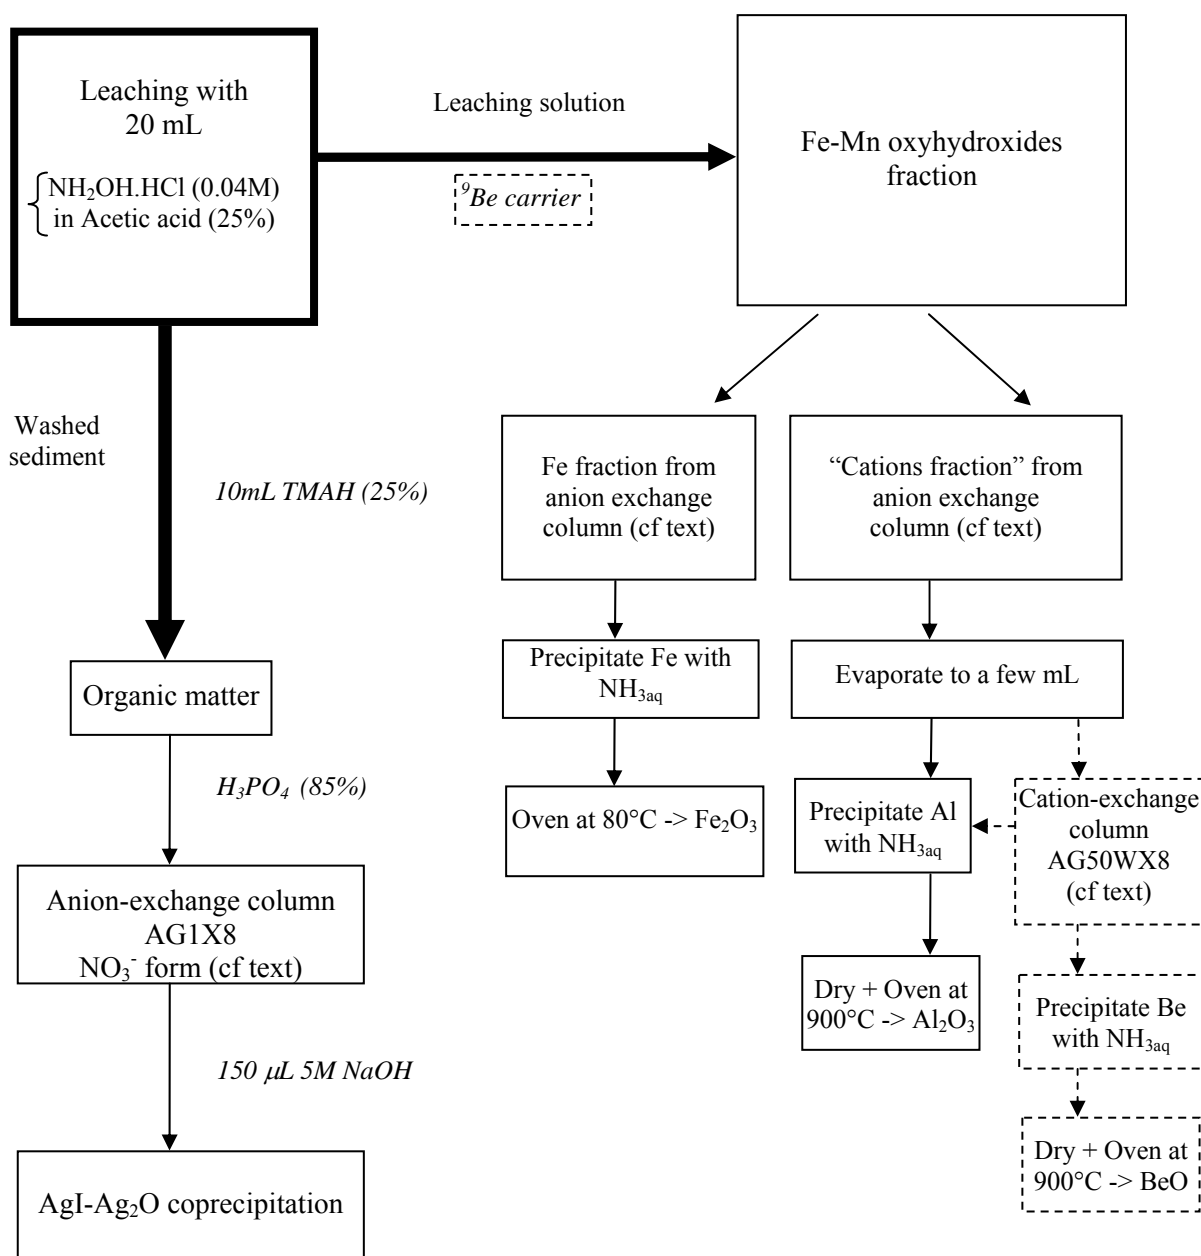 Leaching with
20 mL
NH₂OH.HCl (0.04M)
in Acetic acid (25%)
Leaching solution
⁹Be carrier
Fe-Mn oxyhydroxides
fraction
Washed
sediment
10mL TMAH (25%)
Fe fraction from
anion exchange
column (cf text)
“Cations fraction” from
anion exchange
column (cf text)
Organic matter
Precipitate Fe with
NH₃aq
Evaporate to a few mL
H₃PO₄ (85%)
Oven at 80°C -> Fe₂O₃
Precipitate Al
with NH₃aq
Cation-exchange
column
AG50WX8
(cf text)
Anion-exchange column
AG1X8
NO₃⁻ form (cf text)
Dry + Oven at
900°C -> Al₂O₃
Precipitate Be
with NH₃aq
150 µL 5M NaOH
Dry + Oven at
900°C -> BeO
AgI-Ag₂O coprecipitation